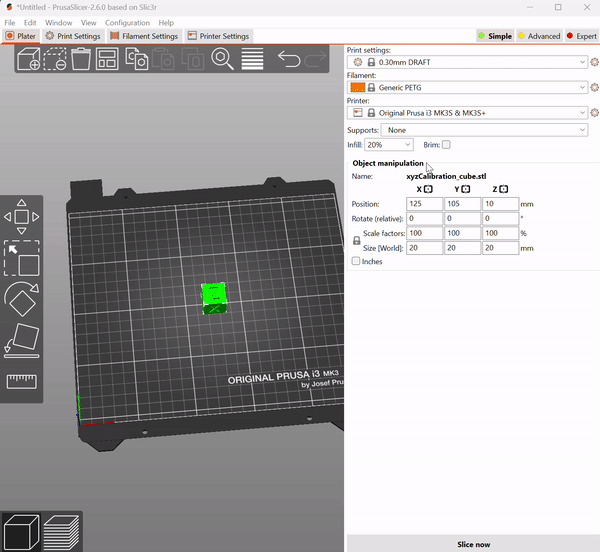 *Untitled - PrusaSlicer-2.6.0 based on Slic3r
File Edit Window View Configuration Help
Plater Print Settings Filament Settings Printer Settings Simple Advanced Expert
Print settings:
0.30mm DRAFT
Filament:
Generic PETG
Printer:
Original Prusa i3 MK3S & MK3S+
Supports: None
Infill: 20% Brim:
Object manipulation
Name: xyzCalibration_cube.stl
X Y Z
Position: 125 105 10 mm
Rotate (relative): 0 0 0 °
Scale factors: 100 100 100 %
Size [World]: 20 20 20 mm
Inches
ORIGINAL PRUSA i3 MK3
by Josef Pru
Slice now